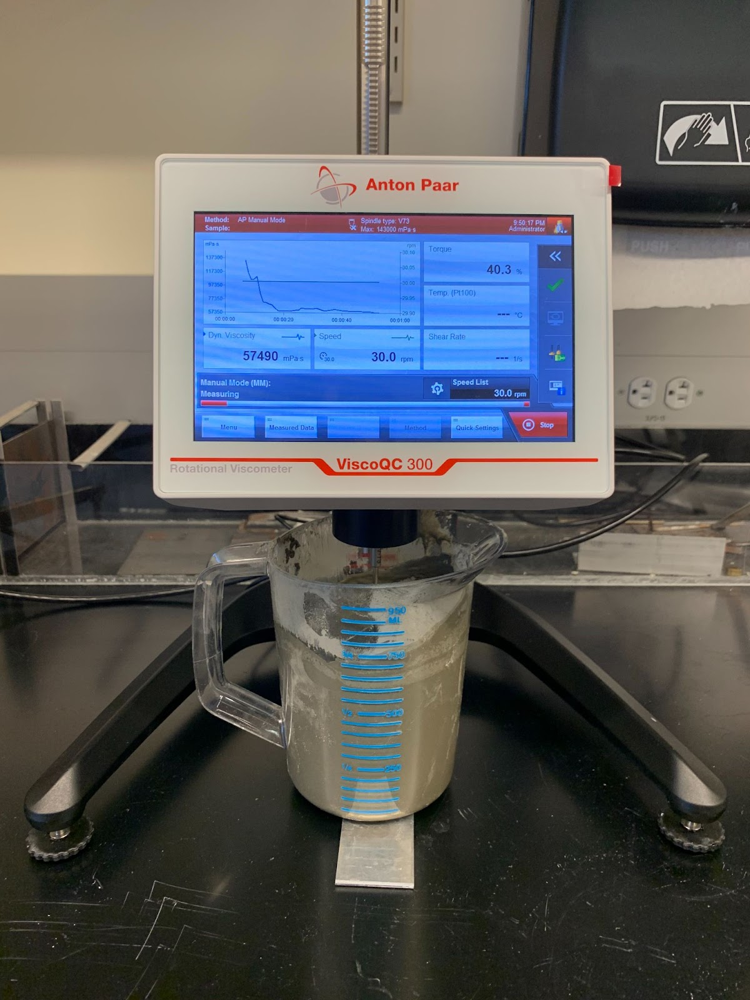 Anton Paar
Method: AP Manual Mode
Sample:
Spindle type: V73
Max: 143000 mPa·s
9:50:17 PM
Administrator
mPa·s
rpm
137300
117300
97350
77350
57350
30.10
30.05
30.00
29.95
29.90
00:00:00
00:00:20
00:00:40
00:01:00
Torque
40.3 %
Temp. (Pt100)
--- °C
Dyn. Viscosity
57490 mPa·s
Speed
30.0
30.0 rpm
Shear Rate
--- 1/s
Manual Mode (MM):
Measuring
Speed List
30.0 rpm
Menu
Measured Data
Method
Quick Settings
Stop
Rotational Viscometer
ViscoQC 300
PUSH
950
ML
750
1/2 500
1/4 250